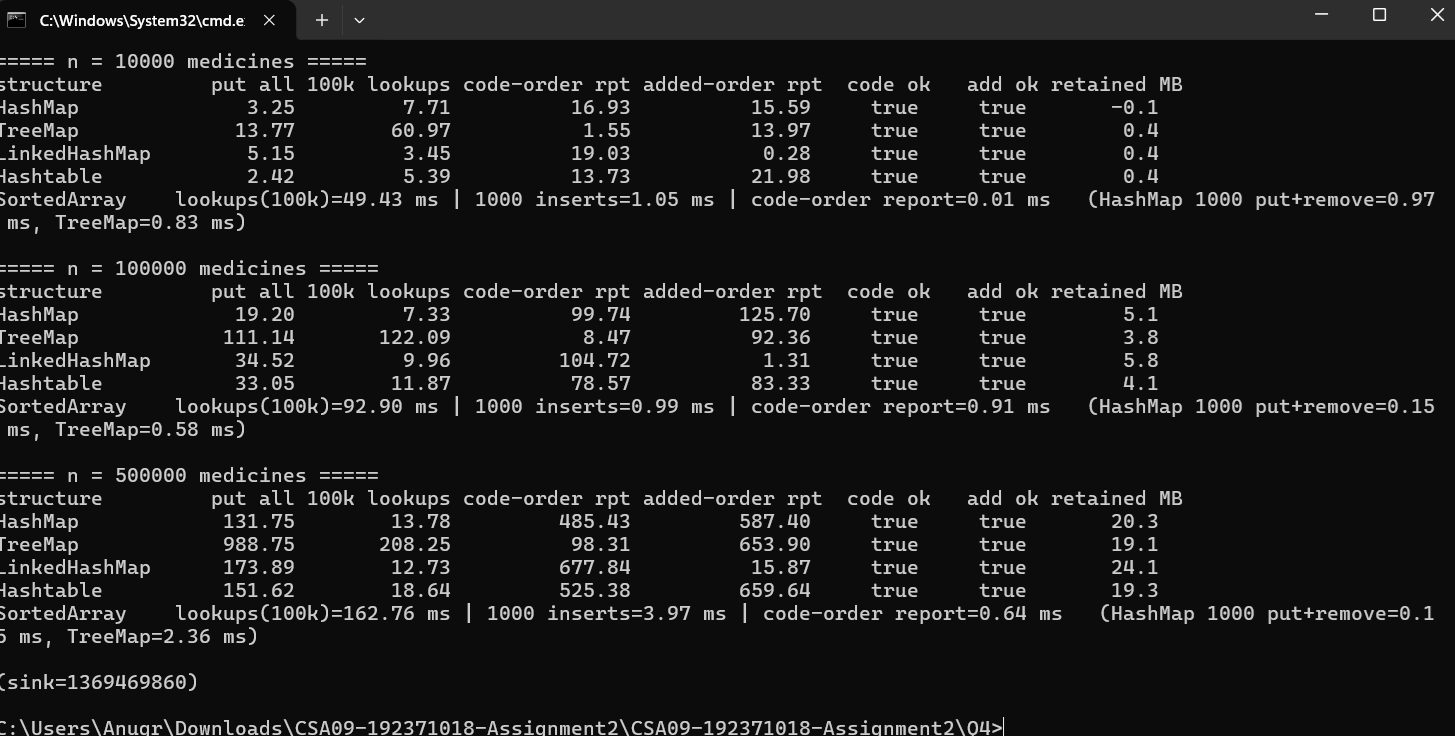 C:\Windows\System32\cmd.e
===== n = 10000 medicines =====
structure         put all 100k lookups code-order rpt added-order rpt  code ok   add ok retained MB
HashMap              3.25         7.71          16.93           15.59     true     true        -0.1
TreeMap             13.77        60.97           1.55           13.97     true     true         0.4
LinkedHashMap        5.15         3.45          19.03            0.28     true     true         0.4
Hashtable            2.42         5.39          13.73           21.98     true     true         0.4
SortedArray    lookups(100k)=49.43 ms | 1000 inserts=1.05 ms | code-order report=0.01 ms   (HashMap 1000 put+remove=0.97
 ms, TreeMap=0.83 ms)
===== n = 100000 medicines =====
structure         put all 100k lookups code-order rpt added-order rpt  code ok   add ok retained MB
HashMap             19.20         7.33          99.74          125.70     true     true         5.1
TreeMap            111.14       122.09           8.47           92.36     true     true         3.8
LinkedHashMap       34.52         9.96         104.72            1.31     true     true         5.8
Hashtable           33.05        11.87          78.57           83.33     true     true         4.1
SortedArray    lookups(100k)=92.90 ms | 1000 inserts=0.99 ms | code-order report=0.91 ms   (HashMap 1000 put+remove=0.15
 ms, TreeMap=0.58 ms)
===== n = 500000 medicines =====
structure         put all 100k lookups code-order rpt added-order rpt  code ok   add ok retained MB
HashMap            131.75        13.78         485.43          587.40     true     true        20.3
TreeMap            988.75       208.25          98.31          653.90     true     true        19.1
LinkedHashMap      173.89        12.73         677.84           15.87     true     true        24.1
Hashtable          151.62        18.64         525.38          659.64     true     true        19.3
SortedArray    lookups(100k)=162.76 ms | 1000 inserts=3.97 ms | code-order report=0.64 ms   (HashMap 1000 put+remove=0.1
5 ms, TreeMap=2.36 ms)
(sink=1369469860)
C:\Users\Anugr\Downloads\CSA09-192371018-Assignment2\CSA09-192371018-Assignment2\Q4>